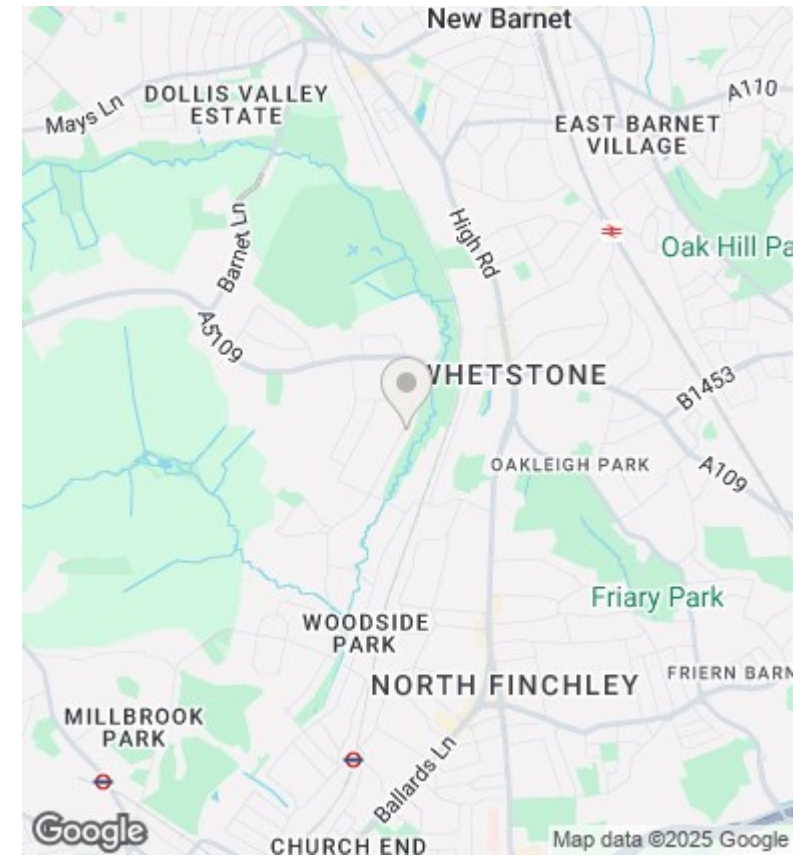 New Barnet
DOLLIS VALLEY
ESTATE
Mays Ln
A110
EAST BARNET
VILLAGE
Barnet Ln
High Rd
Oak Hill Pa
A5109
WHETSTONE
B1453
OAKLEIGH PARK
A109
Friary Park
WOODSIDE
PARK
NORTH FINCHLEY
FRIERN BARN
MILLBROOK
PARK
Ballards Ln
Google
CHURCH END
Map data ©2025 Google